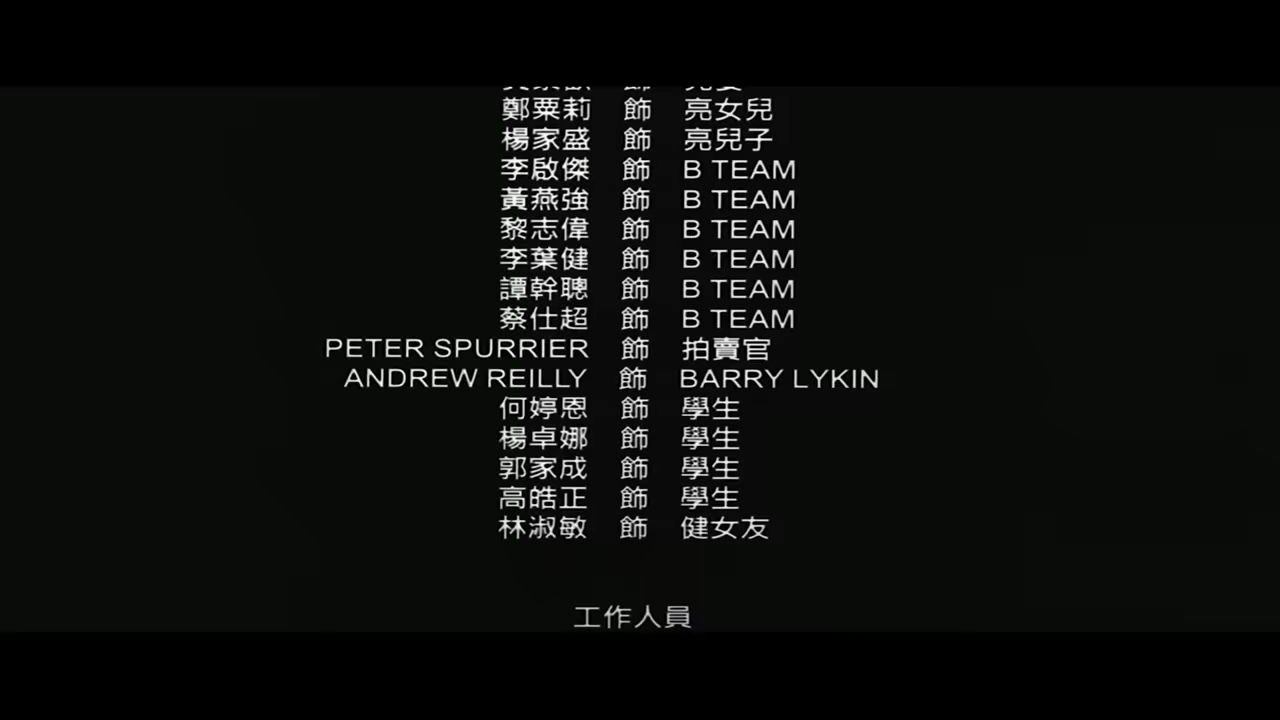 鄭粟莉 飾 亮女兒
楊家盛 飾 亮兒子
李啟傑 飾 B TEAM
黃燕強 飾 B TEAM
黎志偉 飾 B TEAM
李葉健 飾 B TEAM
譚幹聰 飾 B TEAM
蔡仕超 飾 B TEAM
PETER SPURRIER 飾 拍賣官
ANDREW REILLY 飾 BARRY LYKIN
何婷恩 飾 學生
楊卓娜 飾 學生
郭家成 飾 學生
高皓正 飾 學生
林淑敏 飾 健女友
工作人員